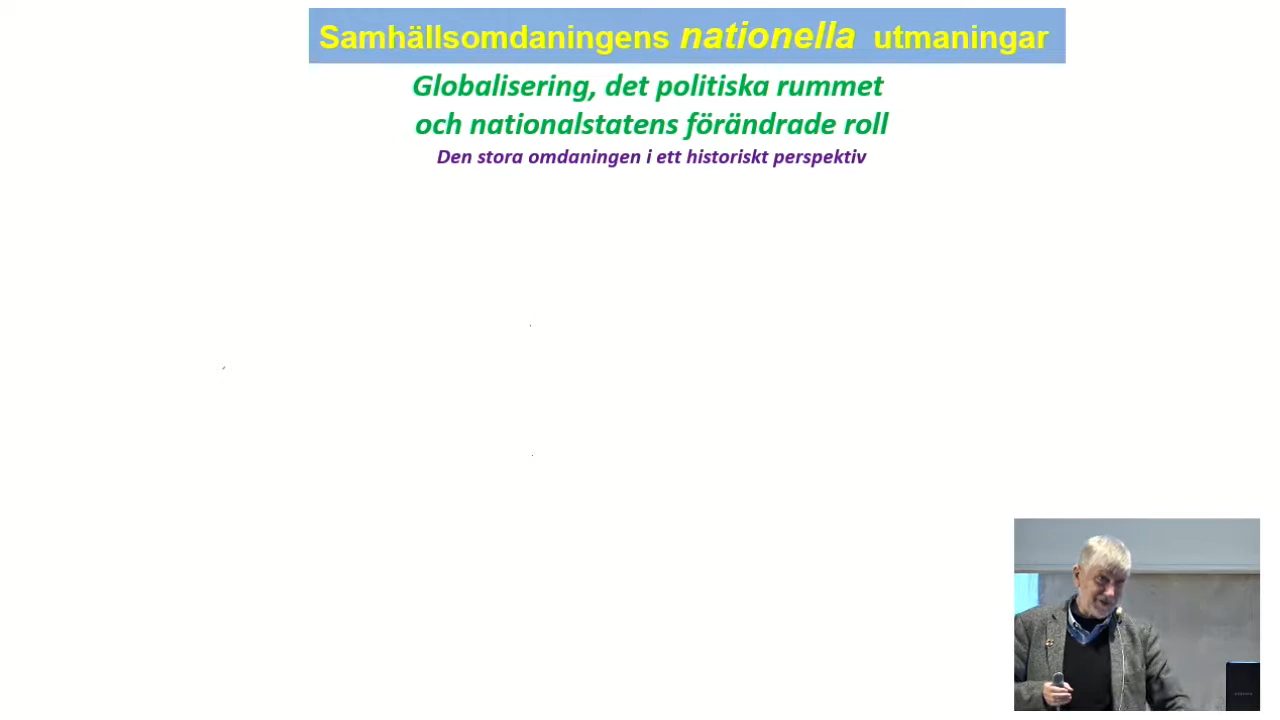 Samhällsomdaningens nationella utmaningar
Globalisering, det politiska rummet
och nationalstatens förändrade roll
Den stora omdaningen i ett historiskt perspektiv